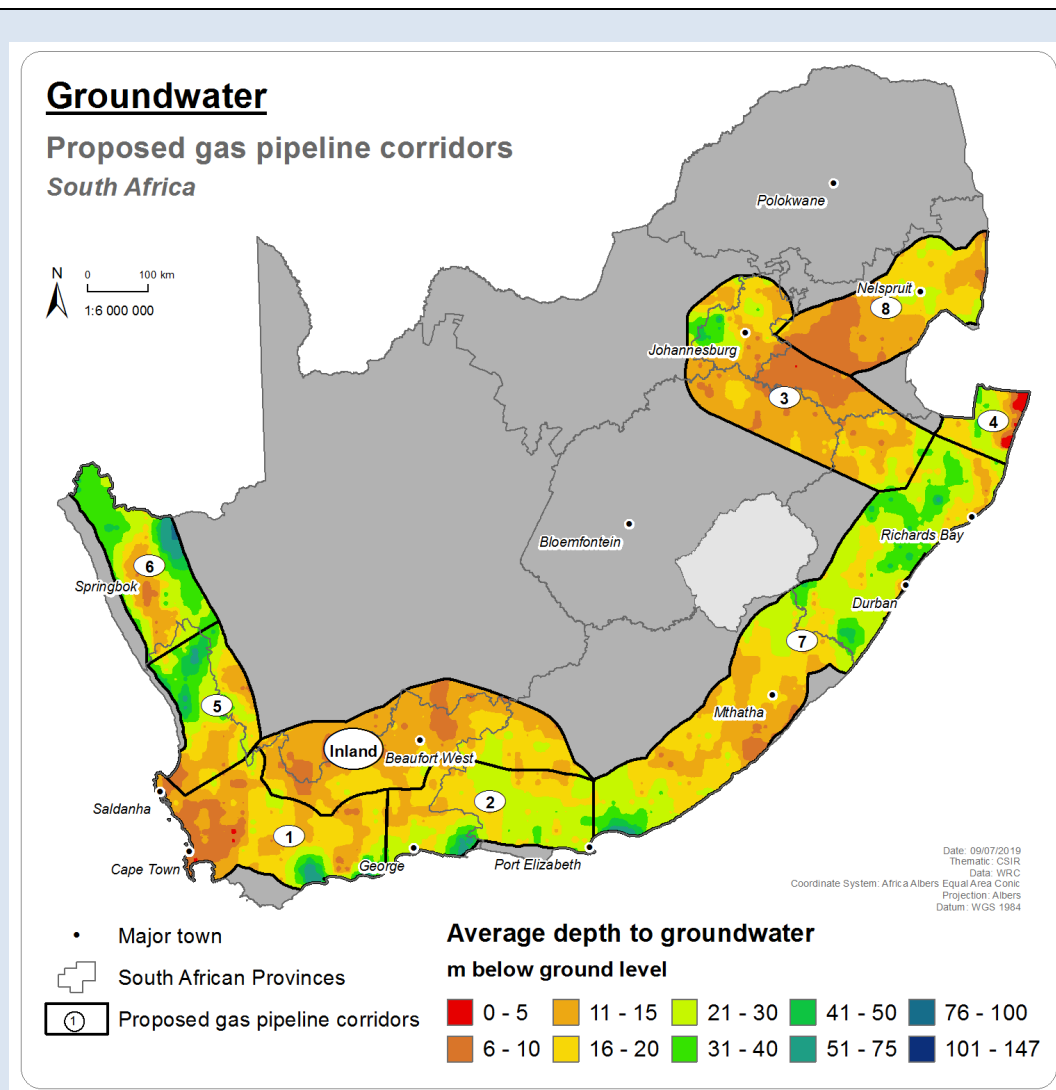 Groundwater
Proposed gas pipeline corridors
South Africa
N
0 100 km
1:6 000 000
Polokwane
Nelspruit
8
Johannesburg
3
4
Bloemfontein
Richards Bay
6
Springbok
Durban
7
5
Mthatha
Inland
Beaufort West
2
Saldanha
1
Cape Town
George
Port Elizabeth
Date: 09/07/2019
Thematic: CSIR
Data: WRC
Coordinate System: Africa Albers Equal Area Conic
Projection: Albers
Datum: WGS 1984
Major town
South African Provinces
1 Proposed gas pipeline corridors
Average depth to groundwater
m below ground level
0 - 5 11 - 15 21 - 30 41 - 50 76 - 100
6 - 10 16 - 20 31 - 40 51 - 75 101 - 147